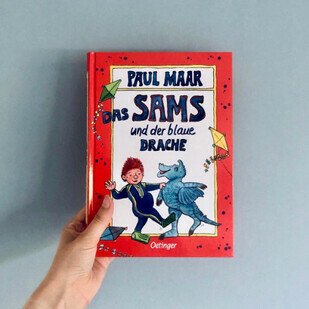 PAUL MAAR
DAS SAMS
und der blaue
DRACHE
Oetinger